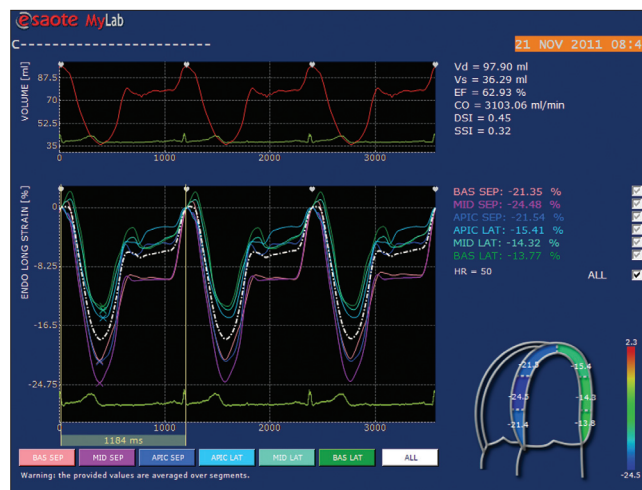 esaote MyLab
C--------------------
21 NOV 2011 08:4
VOLUME [ml]
87,5
70
52,5
35
0
1000
2000
3000
Vd = 97.90 ml
Vs = 36.29 ml
EF = 62.93 %
CO = 3103.06 ml/min
DSI = 0.45
SSI = 0.32
ENDO LONG STRAIN [%]
0
-8.25
-16.5
-24.75
0
1000
2000
3000
1184 ms
BAS SEP: -21.35 %
MID SEP: -24.48 %
APIC SEP: -21.54 %
APIC LAT: -15.41 %
MID LAT: -14.32 %
BAS LAT: -13.77 %
HR = 50
ALL
2.3
-21.5
-15.4
-24.5
-14.3
-21.4
-13.8
-24.5
BAS SEP
MID SEP
APIC SEP
APIC LAT
MID LAT
BAS LAT
ALL
Warning: the provided values are averaged over segments.